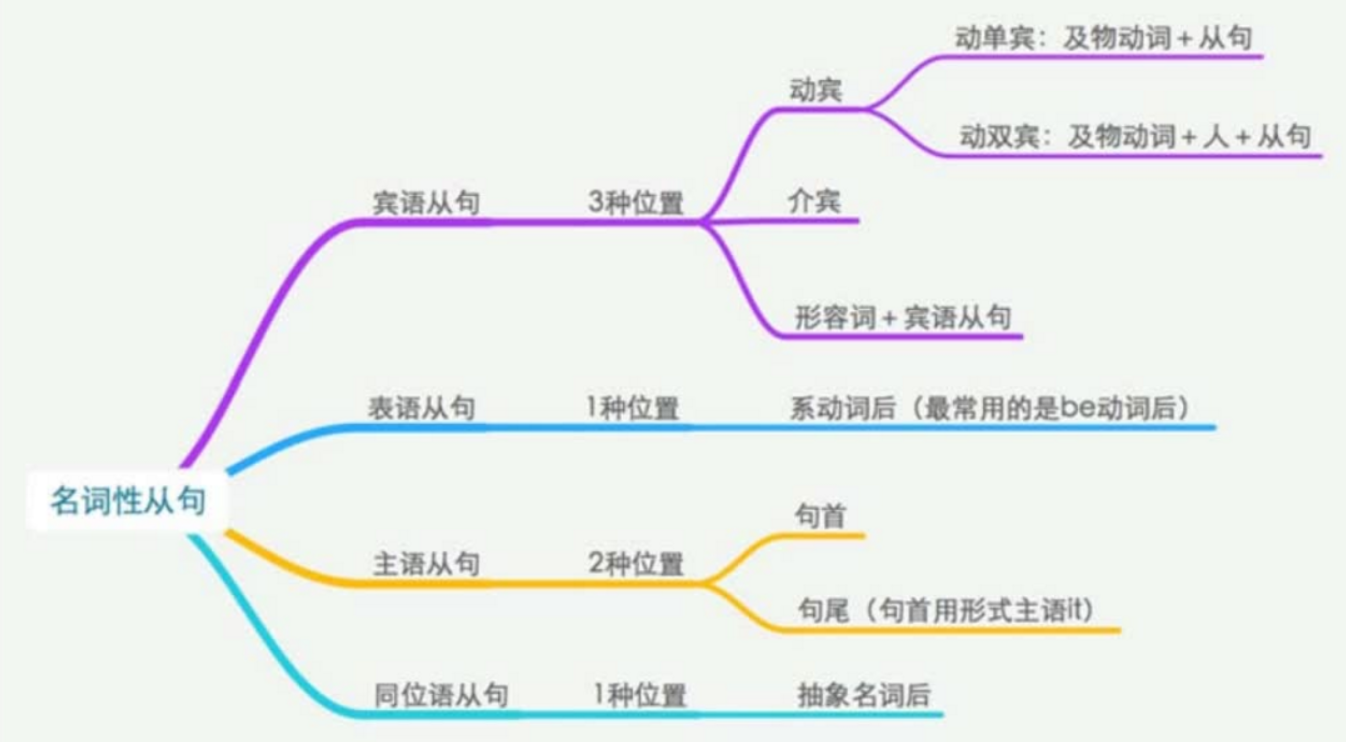 动单宾：及物动词+从句
动宾
动双宾：及物动词+人+从句
宾语从句 3种位置 介宾
形容词+宾语从句
表语从句 1种位置 系动词后（最常用的是be动词后）
名词性从句
句首
主语从句 2种位置
句尾（句首用形式主语it）
同位语从句 1种位置 抽象名词后